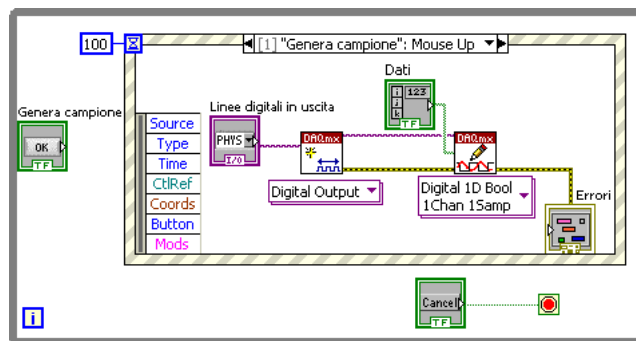 100
[1] "Genera campione": Mouse Up
Dati
Genera campione
OK
TF
Source
Type
Time
CtlRef
Coords
Button
Mods
Linee digitali in uscita
PHYS
I/O
DAQmx
Digital Output
i
j
k
123
TF
DAQmx
Digital 1D Bool
1Chan 1Samp
Errori
Cancel
TF
i